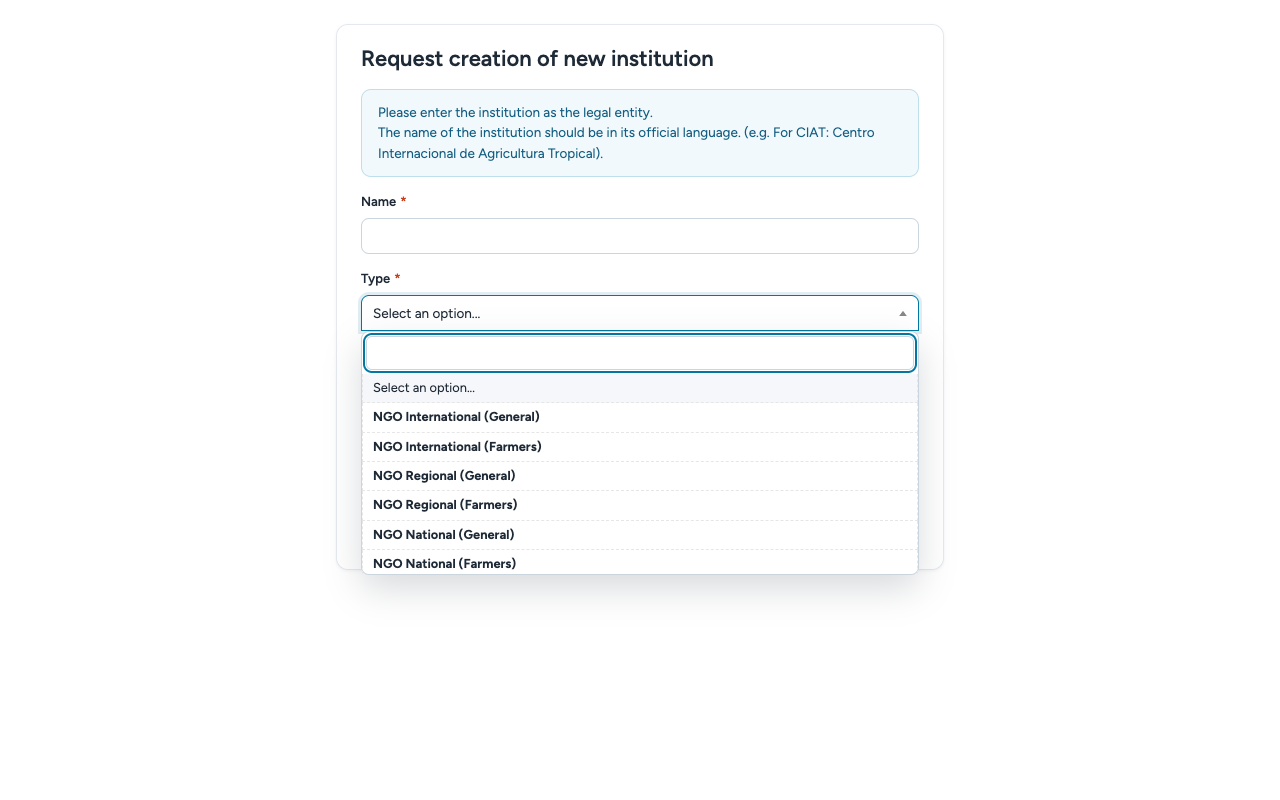 Request creation of new institution
Please enter the institution as the legal entity.
The name of the institution should be in its official language. (e.g. For CIAT: Centro
Internacional de Agricultura Tropical).
Name *
Type *
Select an option...
Select an option...
NGO International (General)
NGO International (Farmers)
NGO Regional (General)
NGO Regional (Farmers)
NGO National (General)
NGO National (Farmers)